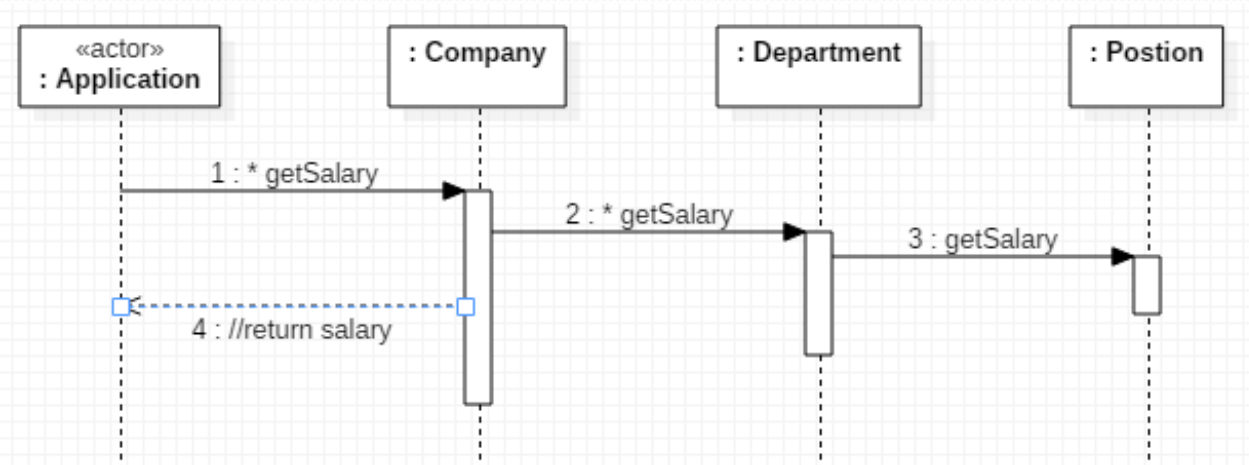 «actor»
: Application
: Company
: Department
: Postion
1 : * getSalary
2 : * getSalary
3 : getSalary
4 : //return salary